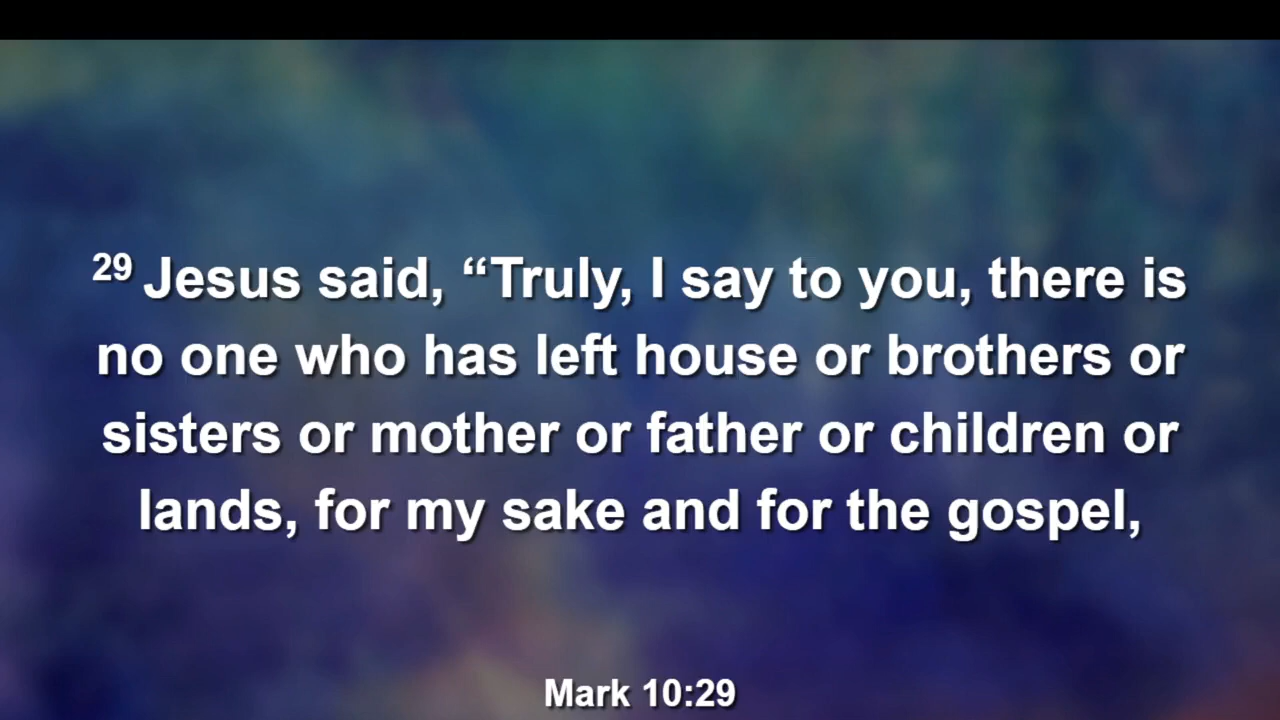 29 Jesus said, “Truly, I say to you, there is
no one who has left house or brothers or
sisters or mother or father or children or
lands, for my sake and for the gospel,
Mark 10:29